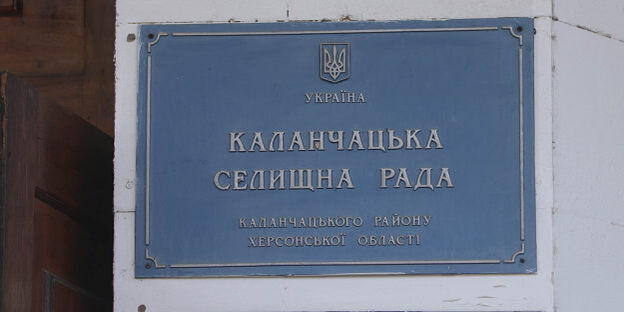 УКРАЇНА
КАЛАНЧАЦЬКА
СЕЛИЩНА РАДА
КАЛАНЧАЦЬКОГО РАЙОНУ
ХЕРСОНСЬКОЇ ОБЛАСТІ